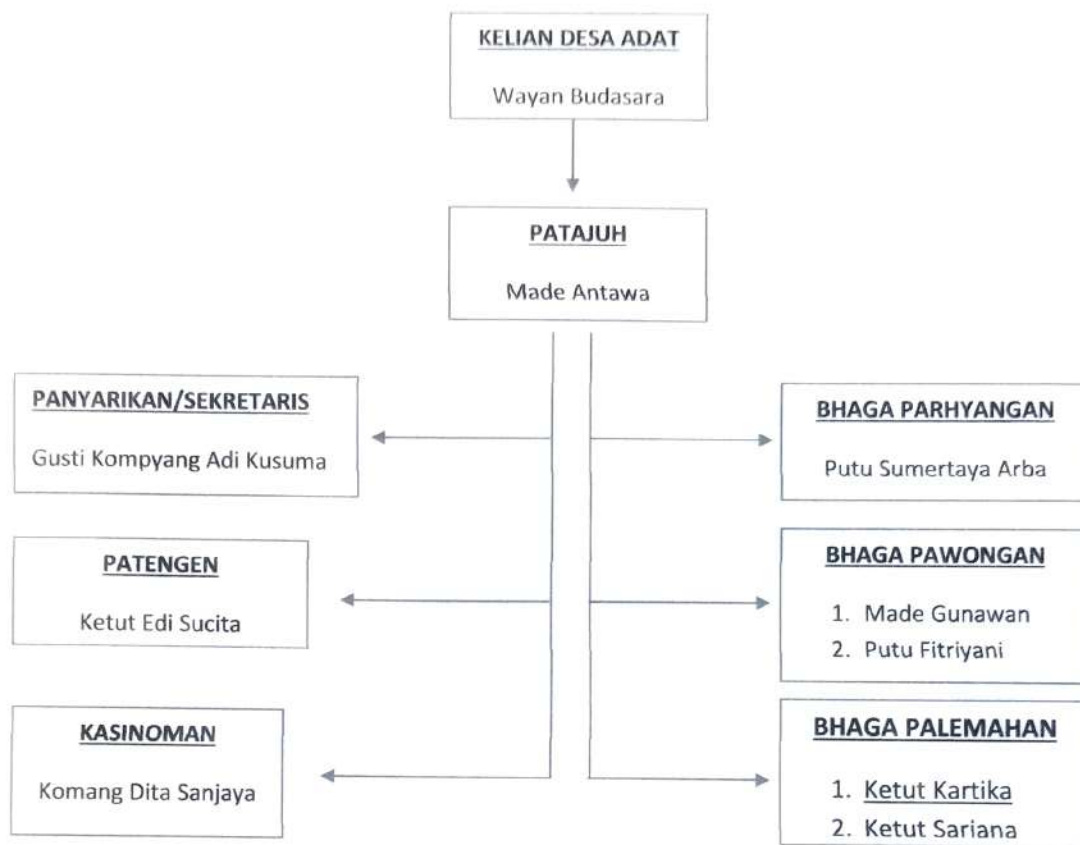 KELIAN DESA ADAT
Wayan Budasara
PATAJUH
Made Antawa
PANYARIKAN/SEKRETARIS
Gusti Kompyang Adi Kusuma
BHAGA PARHYANGAN
Putu Sumertaya Arba
PATENGEN
Ketut Edi Sucita
BHAGA PAWONGAN
1. Made Gunawan
2. Putu Fitriyani
KASINOMAN
Komang Dita Sanjaya
BHAGA PALEMAHAN
1. Ketut Kartika
2. Ketut Sariana